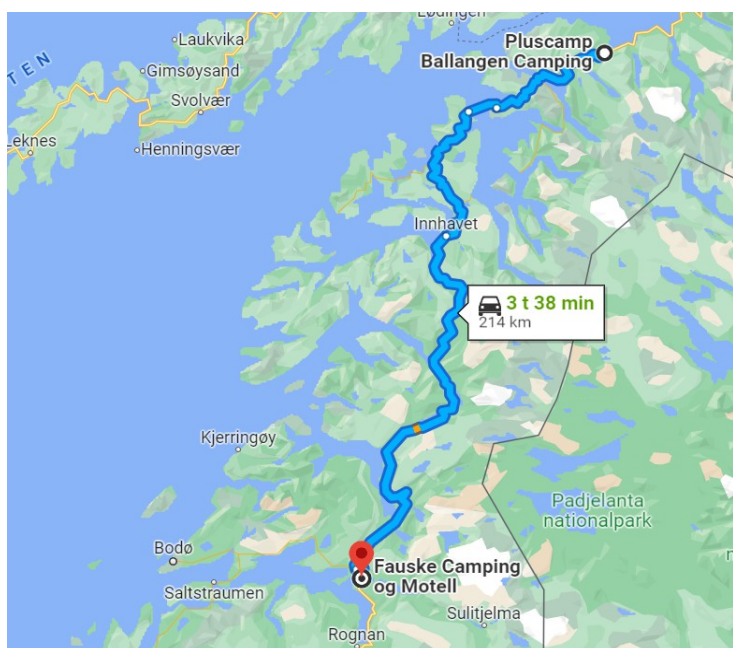 Lødingen
Laukvika
TEN
Gimsøysand
Svolvær
Leknes
Henningsvær
Pluscamp
Ballangen Camping
Innhavet
3 t 38 min
214 km
Kjerringøy
Padjelanta
nationalpark
Bodø
Saltstraumen
Fauske Camping
og Motell
Sulitjelma
Rognan